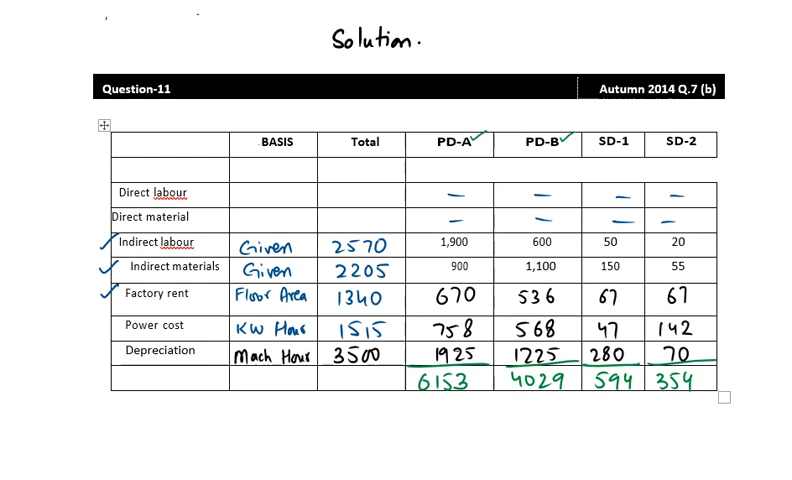 Solution.
Question-11 Autumn 2014 Q.7 (b)
BASIS Total PD-A PD-B SD-1 SD-2
Direct labour – – – –
Direct material – – – –
Indirect labour Given 2570 1,900 600 50 20
Indirect materials Given 2205 900 1,100 150 55
Factory rent Floor Area 1340 670 536 67 67
Power cost KW Hour 1515 758 568 47 142
Depreciation Mach Hour 3500 1925 1225 280 70
6153 4029 594 354